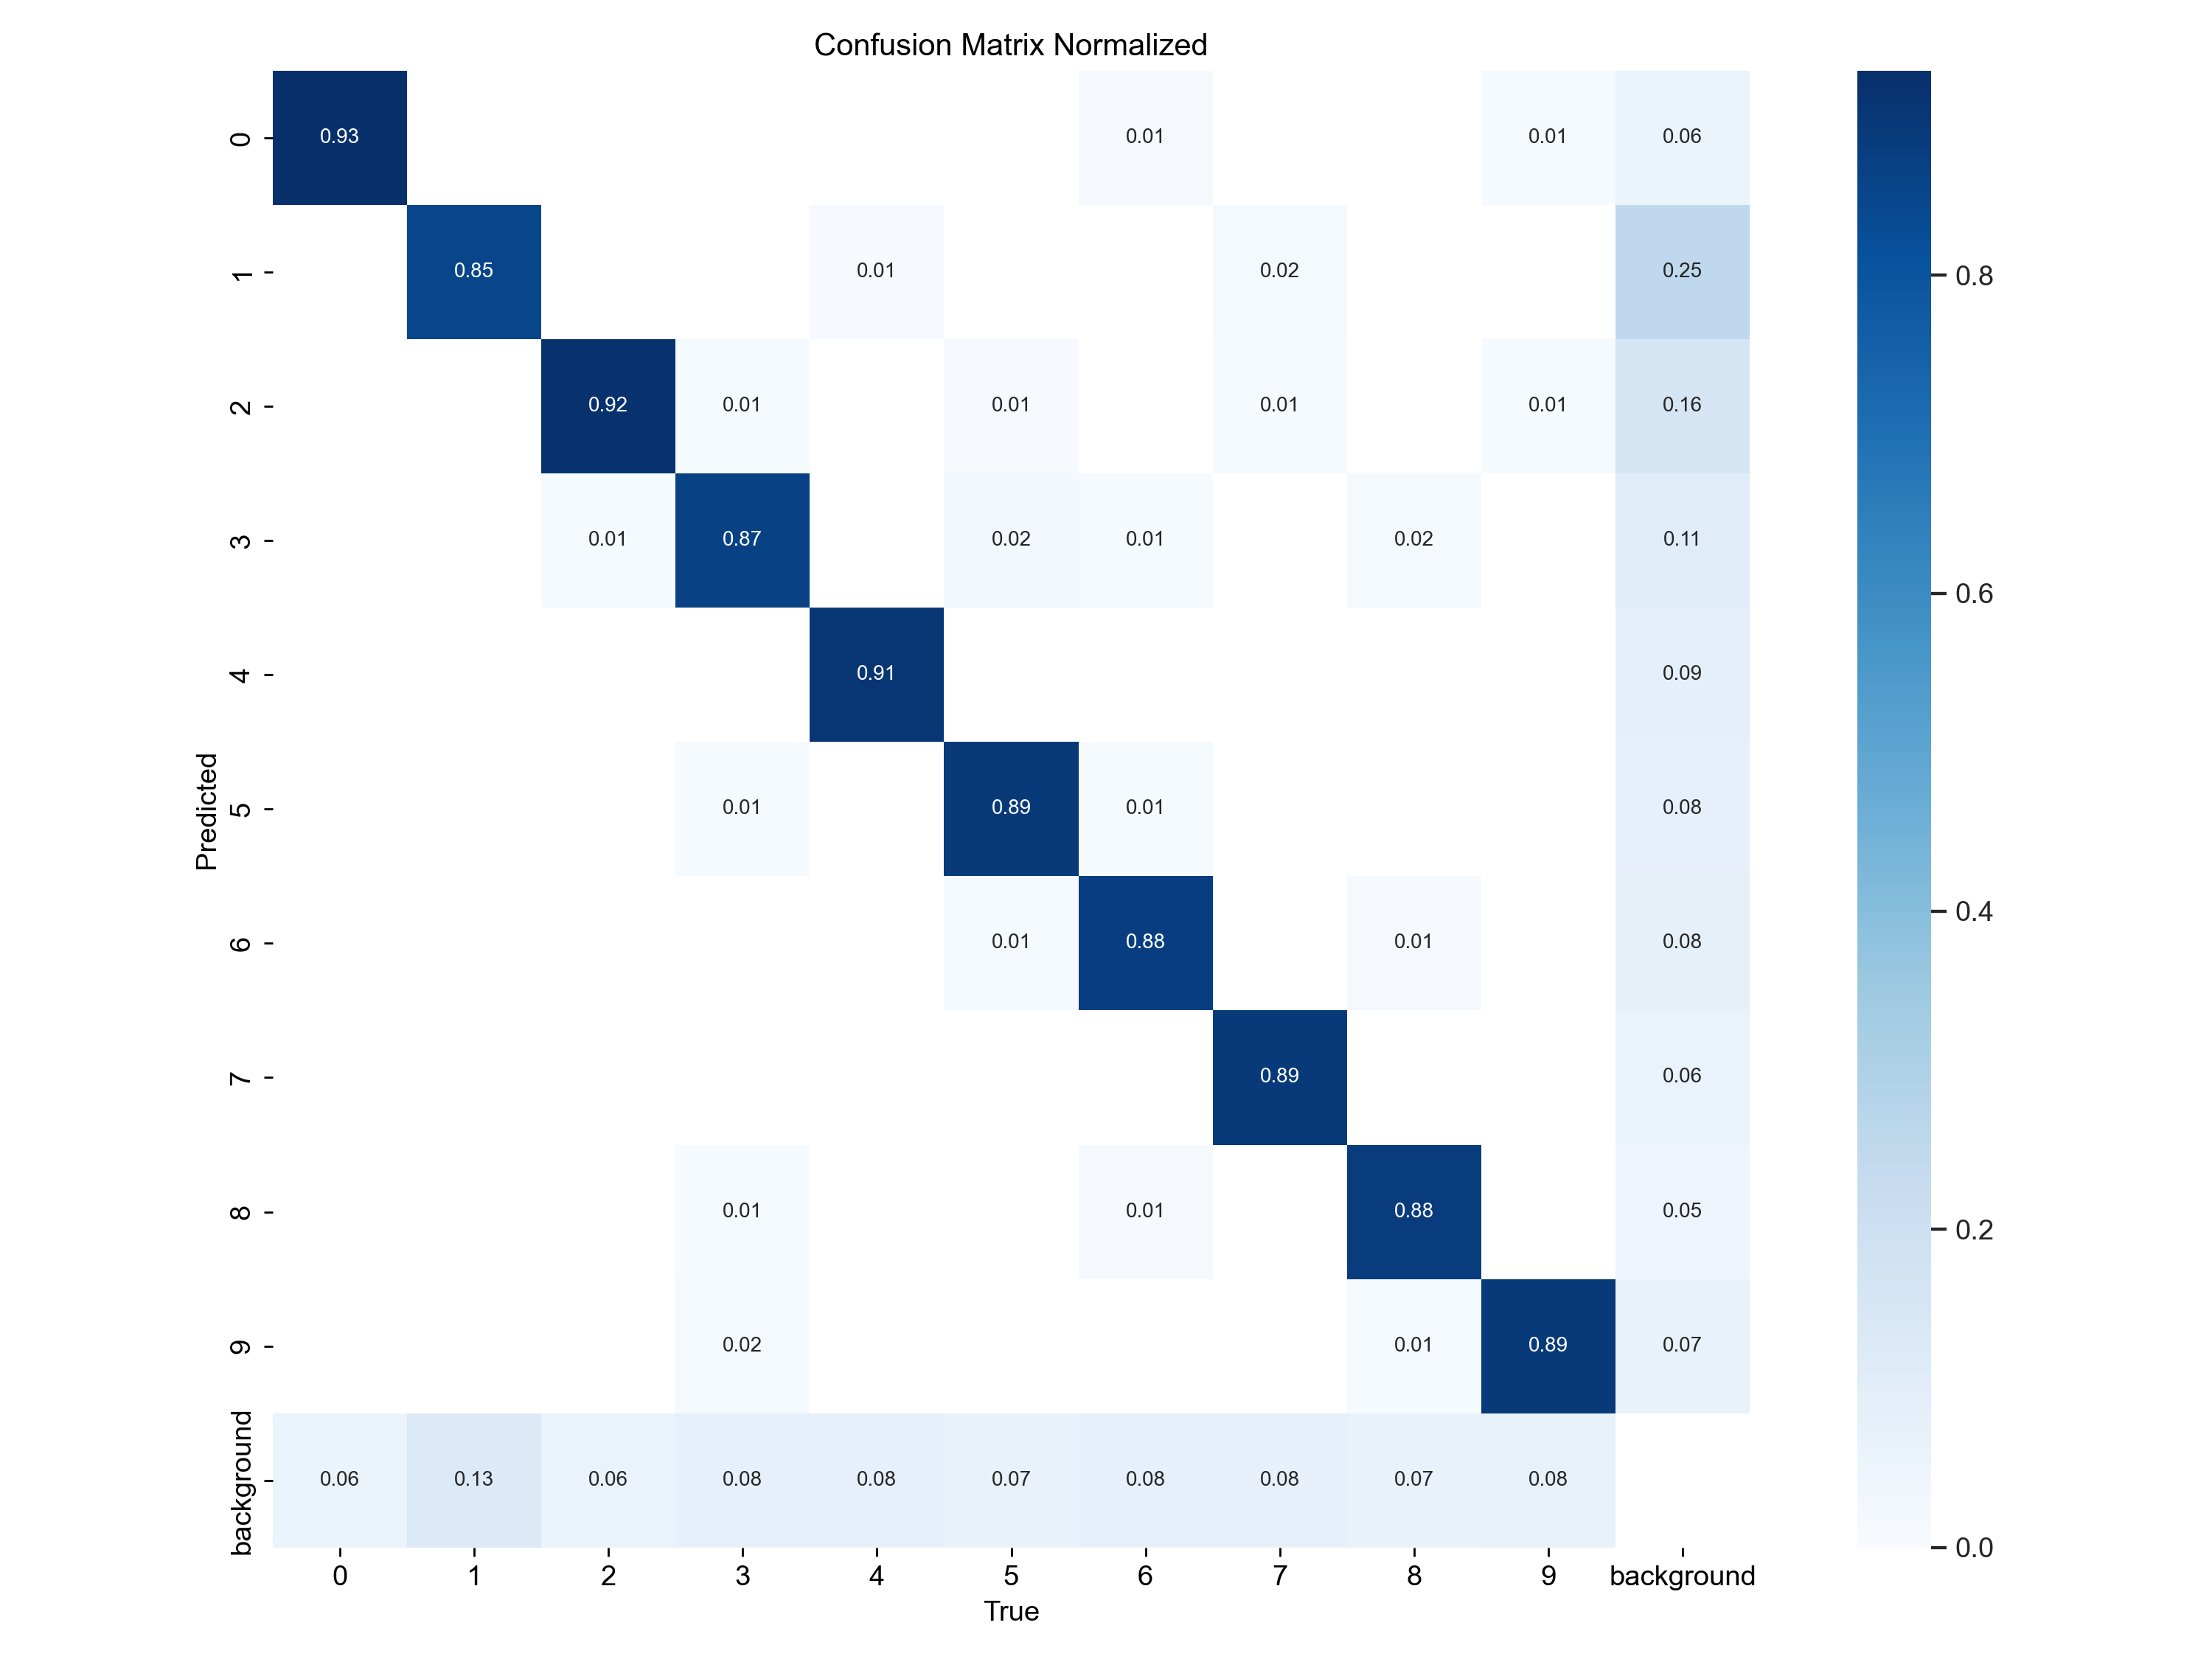 Confusion Matrix Normalized
0 0.93 0.01 0.01 0.06
1 0.85 0.01 0.02 0.25 0.8
2 0.92 0.01 0.01 0.01 0.01 0.16
3 0.01 0.87 0.02 0.01 0.02 0.11
0.6
4 0.91 0.09
Predicted
5 0.01 0.89 0.01 0.08
0.4
6 0.01 0.88 0.01 0.08
7 0.89 0.06
8 0.01 0.01 0.88 0.05
0.2
9 0.02 0.01 0.89 0.07
background 0.06 0.13 0.06 0.08 0.08 0.07 0.08 0.08 0.07 0.08
0.0
0 1 2 3 4 5 6 7 8 9 background
True